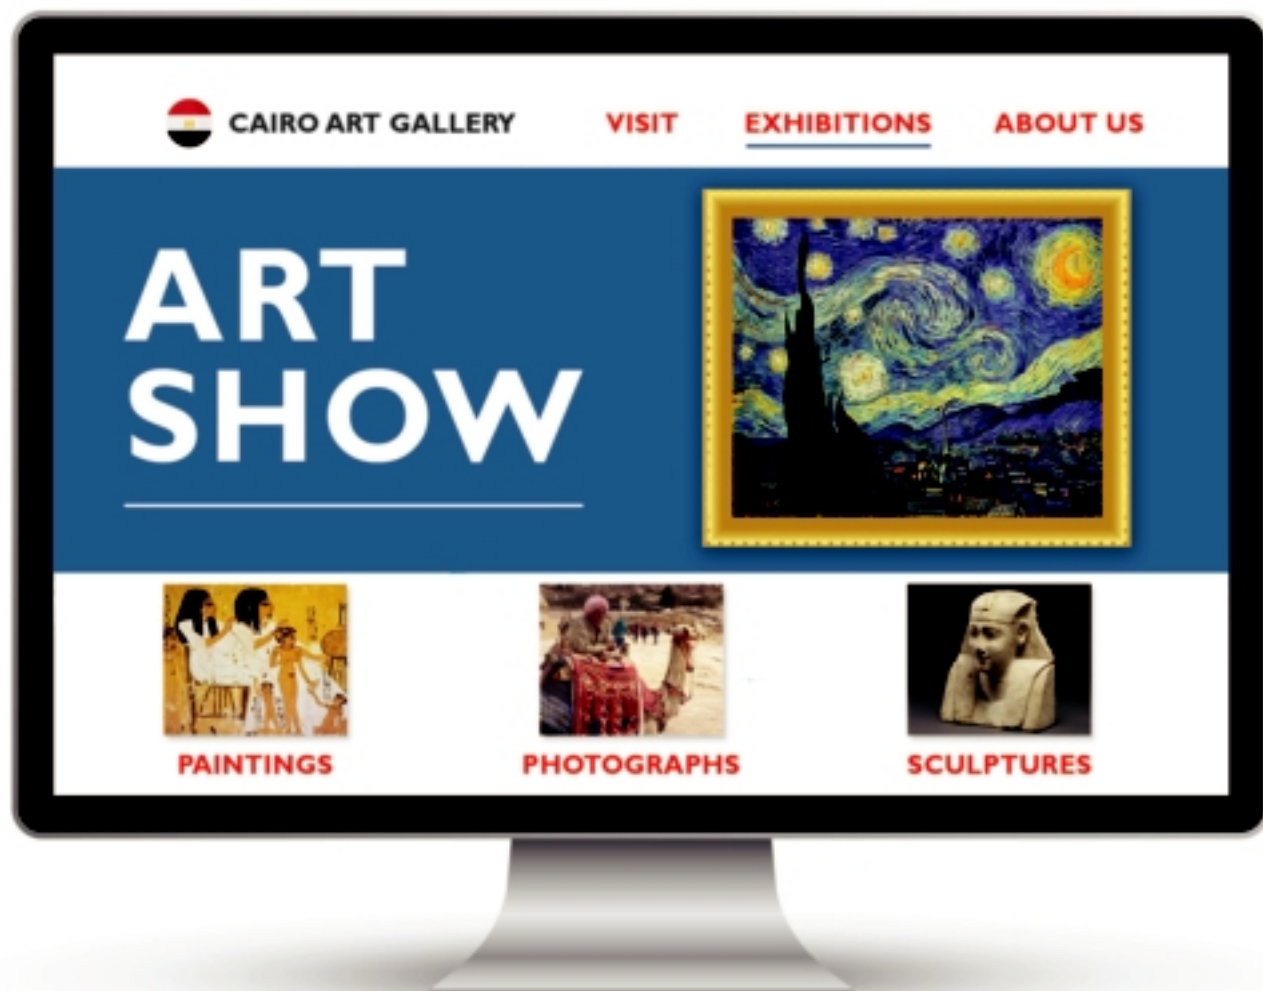 CAIRO ART GALLERY
VISIT
EXHIBITIONS
ABOUT US
ART
SHOW
PAINTINGS
PHOTOGRAPHS
SCULPTURES